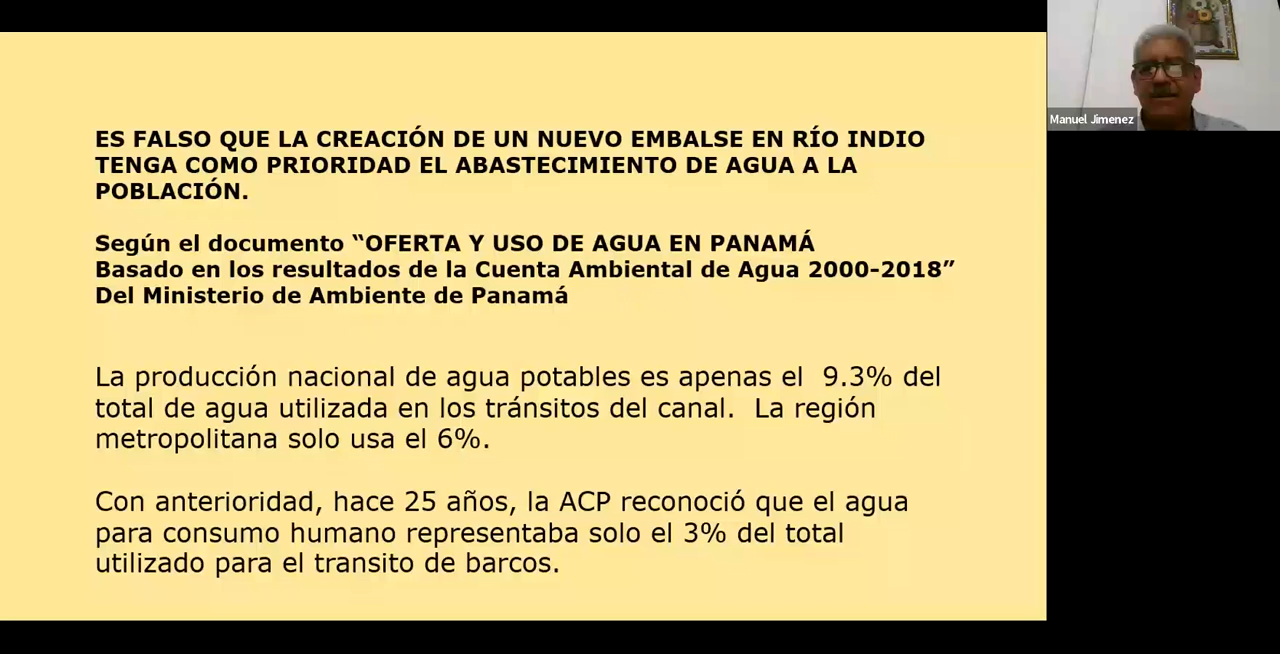 ES FALSO QUE LA CREACIÓN DE UN NUEVO EMBALSE EN RÍO INDIO
TENGA COMO PRIORIDAD EL ABASTECIMIENTO DE AGUA A LA
POBLACIÓN.
Según el documento “OFERTA Y USO DE AGUA EN PANAMÁ
Basado en los resultados de la Cuenta Ambiental de Agua 2000-2018”
Del Ministerio de Ambiente de Panamá
La producción nacional de agua potables es apenas el 9.3% del
total de agua utilizada en los tránsitos del canal. La región
metropolitana solo usa el 6%.
Con anterioridad, hace 25 años, la ACP reconoció que el agua
para consumo humano representaba solo el 3% del total
utilizado para el transito de barcos.
Manuel Jimenez